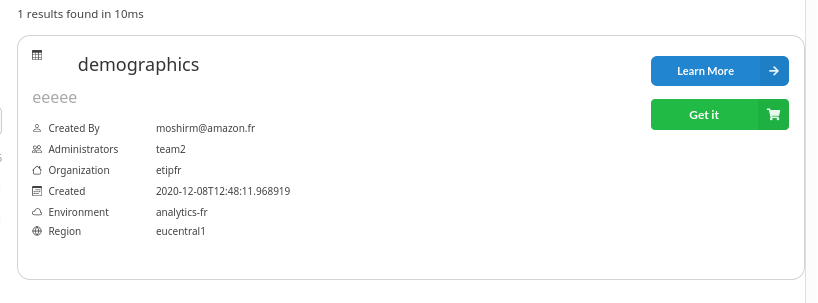 1 results found in 10ms
demographics
eeeee
Created By moshirm@amazon.fr
Administrators team2
Organization etipfr
Created 2020-12-08T12:48:11.968919
Environment analytics-fr
Region eucentral1
Learn More
Get it